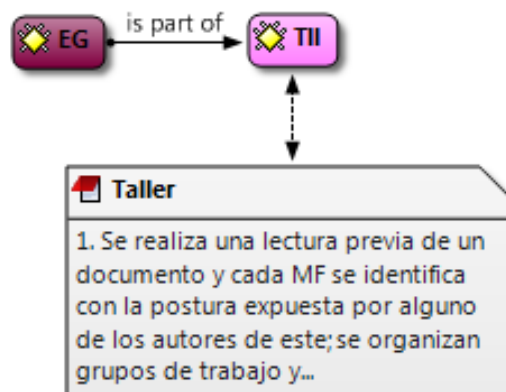 EG is part of TII
Taller
1. Se realiza una lectura previa de un
documento y cada MF se identifica
con la postura expuesta por alguno
de los autores de este; se organizan
grupos de trabajo y...